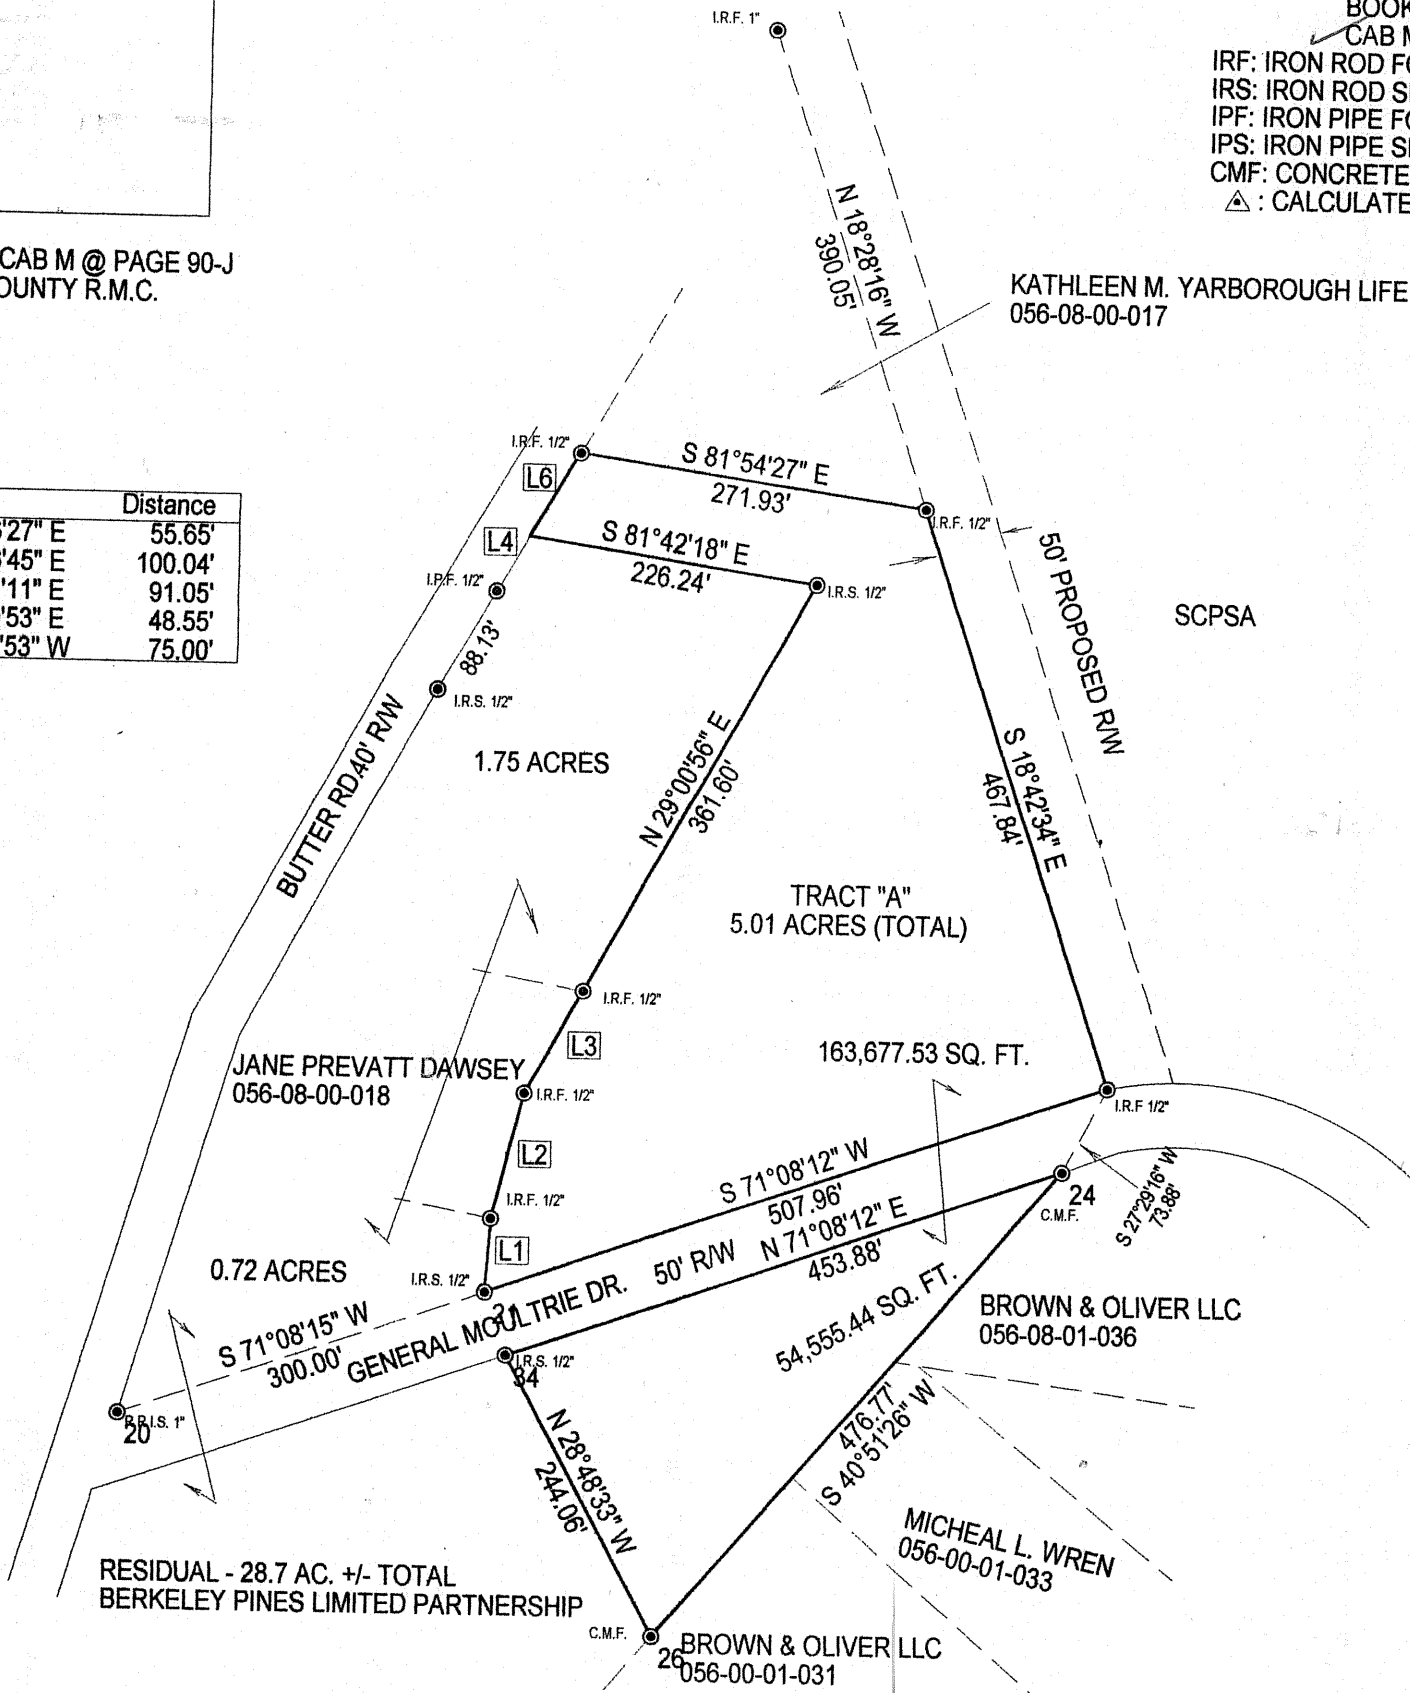 I.R.F. 1"
BOOK
CAB M
IRF: IRON ROD FO
IRS: IRON ROD S
IPF: IRON PIPE FO
IPS: IRON PIPE S
CMF: CONCRETE
: CALCULATE
CAB M @ PAGE 90-J
OUNTY R.M.C.
N 18°28'16" W
390.05'
KATHLEEN M. YARBOROUGH LIFE
056-08-00-017
I.R.F. 1/2"
L6
S 81°54'27" E
271.93'
I.R.F. 1/2"
Distance
'27" E 55.65'
'45" E 100.04'
'11" E 91.05'
'53" E 48.55'
'53" W 75.00'
L4
S 81°42'18" E
226.24'
I.P.F. 1/2"
I.R.S. 1/2"
50' PROPOSED R/W
SCPSA
88.13'
I.R.S. 1/2"
BUTTER RD.40' R/W
1.75 ACRES
N 29°00'56" E
361.60'
S 18°42'34" E
467.84'
TRACT "A"
5.01 ACRES (TOTAL)
I.R.F. 1/2"
L3
163,677.53 SQ. FT.
JANE PREVATT DAWSEY
056-08-00-018
I.R.F. 1/2"
I.R.F 1/2"
L2
S 71°08'12" W
507.96'
I.R.F. 1/2"
24
C.M.F.
S 27°29'16" W
73.88'
L1
0.72 ACRES
I.R.S. 1/2"
21
N 71°08'12" E
453.88'
GENERAL MOULTRIE DR. 50' R/W
S 71°08'15" W
300.00'
54,555.44 SQ. FT.
BROWN & OLIVER LLC
056-08-01-036
I.R.S. 1/2"
34
R.R.I.S. 1"
20
476.77'
S 40°51'26" W
N 28°48'33" W
244.06'
MICHEAL L. WREN
056-00-01-033
RESIDUAL - 28.7 AC. +/- TOTAL
BERKELEY PINES LIMITED PARTNERSHIP
C.M.F.
26
BROWN & OLIVER LLC
056-00-01-031